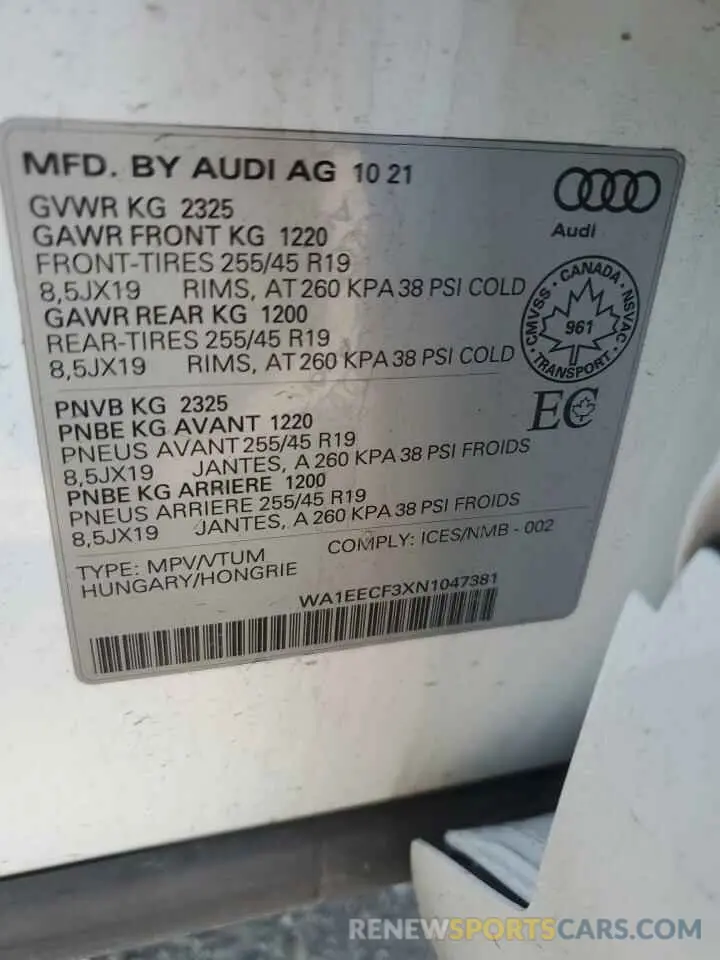 MFD. BY AUDI AG 10 21
Audi
GVWR KG 2325
GAWR FRONT KG 1220
FRONT-TIRES 255/45 R19
8,5JX19 RIMS, AT 260 KPA 38 PSI COLD
GAWR REAR KG 1200
REAR-TIRES 255/45 R19
8,5JX19 RIMS, AT 260 KPA 38 PSI COLD
CMVSS · CANADA · NSVAC · TRANSPORT ·
961
PNVB KG 2325
PNBE KG AVANT 1220
PNEUS AVANT 255/45 R19
8,5JX19 JANTES, A 260 KPA 38 PSI FROIDS
PNBE KG ARRIERE 1200
PNEUS ARRIERE 255/45 R19
8,5JX19 JANTES, A 260 KPA 38 PSI FROIDS
EC
TYPE: MPV/VTUM COMPLY: ICES/NMB - 002
HUNGARY/HONGRIE
WA1EECF3XN1047381
RENEWSPORTSCARS.COM